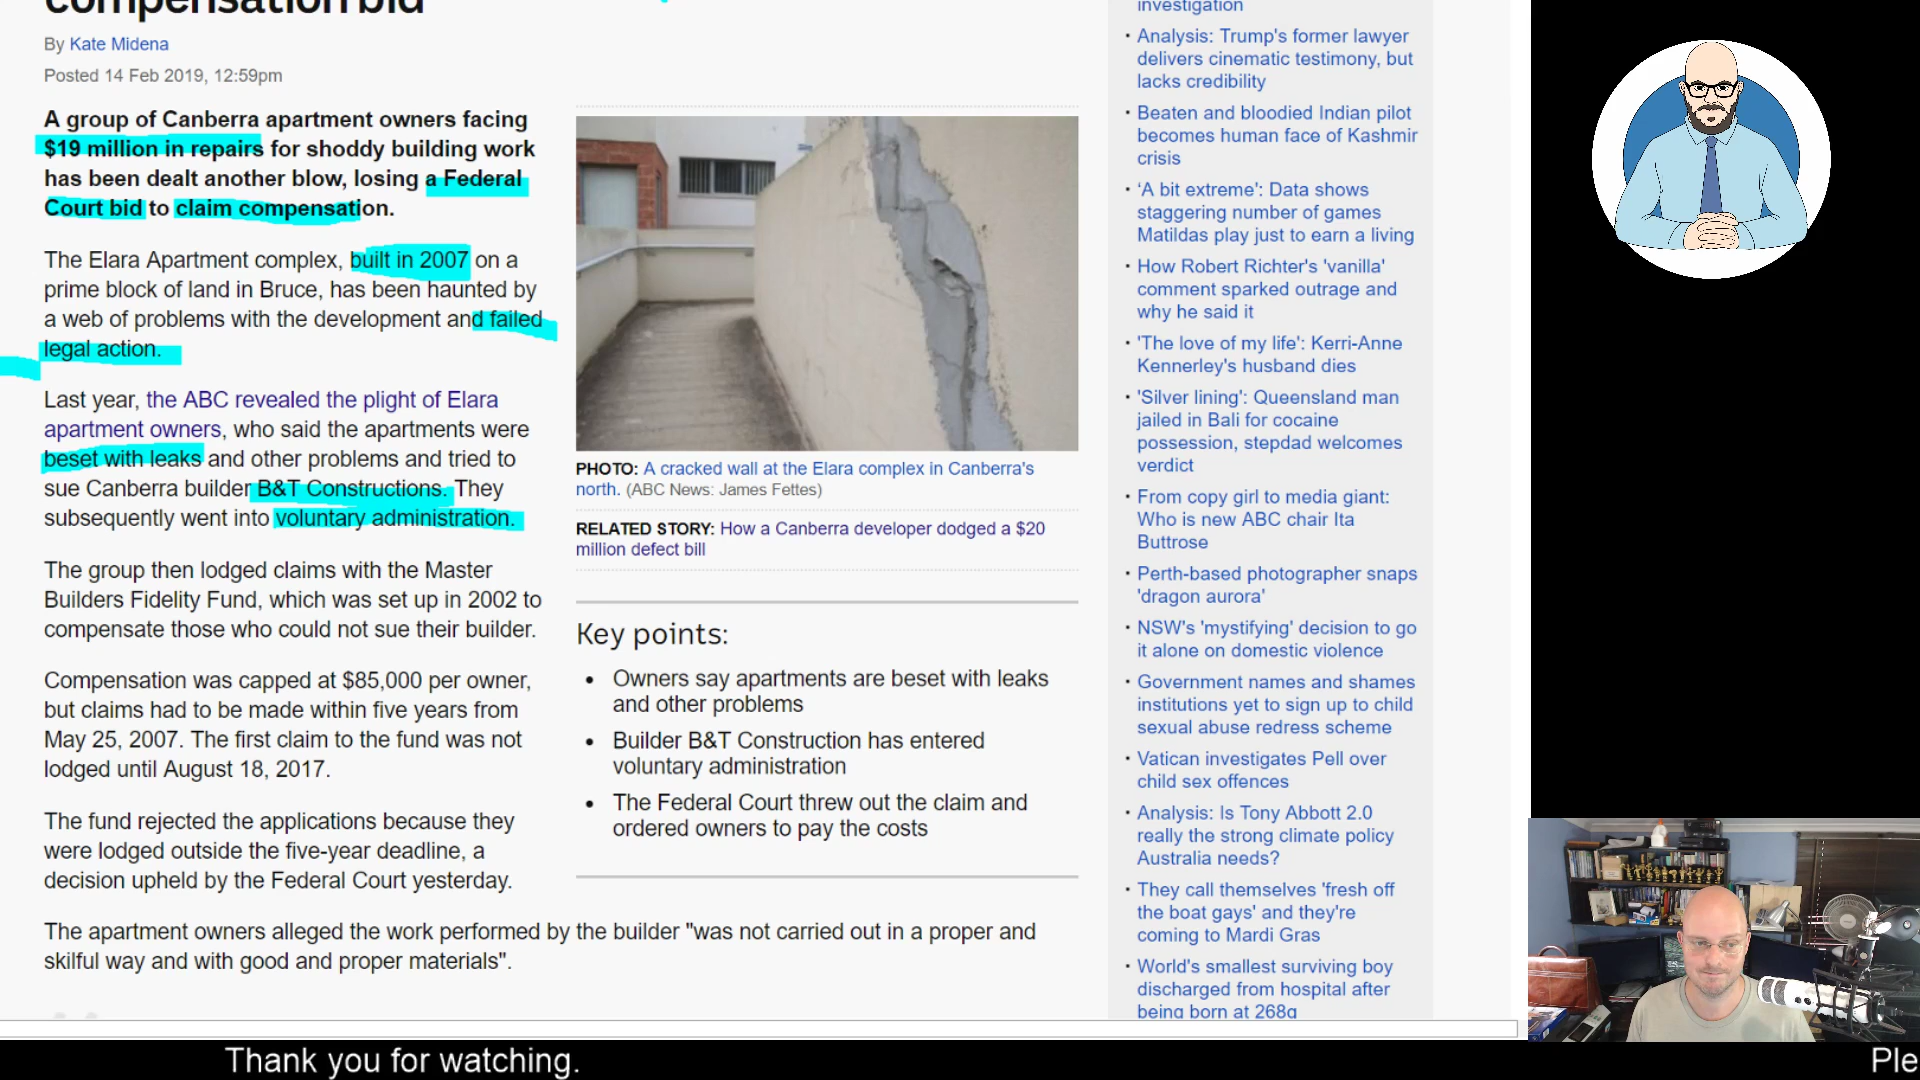 compensation bid
By Kate Midena
Posted 14 Feb 2019, 12:59pm
A group of Canberra apartment owners facing
$19 million in repairs for shoddy building work
has been dealt another blow, losing a Federal
Court bid to claim compensation.
The Elara Apartment complex, built in 2007 on a
prime block of land in Bruce, has been haunted by
a web of problems with the development and failed
legal action.
Last year, the ABC revealed the plight of Elara
apartment owners, who said the apartments were
beset with leaks and other problems and tried to
sue Canberra builder B&T Constructions. They
subsequently went into voluntary administration.
The group then lodged claims with the Master
Builders Fidelity Fund, which was set up in 2002 to
compensate those who could not sue their builder.
Compensation was capped at $85,000 per owner,
but claims had to be made within five years from
May 25, 2007. The first claim to the fund was not
lodged until August 18, 2017.
The fund rejected the applications because they
were lodged outside the five-year deadline, a
decision upheld by the Federal Court yesterday.
The apartment owners alleged the work performed by the builder "was not carried out in a proper and
skilful way and with good and proper materials".
PHOTO: A cracked wall at the Elara complex in Canberra's
north. (ABC News: James Fettes)
RELATED STORY: How a Canberra developer dodged a $20
million defect bill
Key points:
• Owners say apartments are beset with leaks
and other problems
• Builder B&T Construction has entered
voluntary administration
• The Federal Court threw out the claim and
ordered owners to pay the costs
investigation
· Analysis: Trump's former lawyer
delivers cinematic testimony, but
lacks credibility
· Beaten and bloodied Indian pilot
becomes human face of Kashmir
crisis
· 'A bit extreme': Data shows
staggering number of games
Matildas play just to earn a living
· How Robert Richter's 'vanilla'
comment sparked outrage and
why he said it
· 'The love of my life': Kerri-Anne
Kennerley's husband dies
· 'Silver lining': Queensland man
jailed in Bali for cocaine
possession, stepdad welcomes
verdict
· From copy girl to media giant:
Who is new ABC chair Ita
Buttrose
· Perth-based photographer snaps
'dragon aurora'
· NSW's 'mystifying' decision to go
it alone on domestic violence
· Government names and shames
institutions yet to sign up to child
sexual abuse redress scheme
· Vatican investigates Pell over
child sex offences
· Analysis: Is Tony Abbott 2.0
really the strong climate policy
Australia needs?
· They call themselves 'fresh off
the boat gays' and they're
coming to Mardi Gras
· World's smallest surviving boy
discharged from hospital after
being born at 268g
Thank you for watching.
Ple